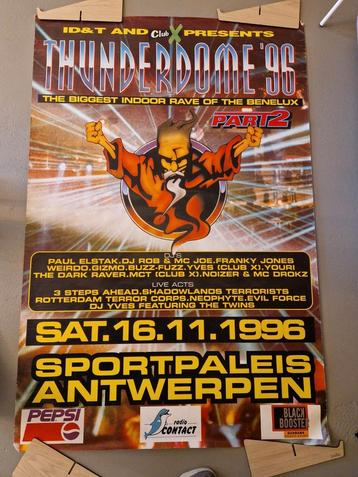 ID&T AND Club X PRESENTS
THUNDERDOME '96
THE BIGGEST INDOOR RAVE OF THE BENELUX
PART 2
DJ'S
PAUL ELSTAK.DJ ROB & MC JOE.FRANKY JONES
WEIRDO.GIZMO.BUZZ-FUZZ.YVES (CLUB X).YOURI
THE DARK RAVER.MCT (CLUB X).NOIZER & MC DROKZ
LIVE ACTS
3 STEPS AHEAD.SHADOWLANDS TERRORISTS
ROTTERDAM TERROR CORPS.NEOPHYTE.EVIL FORCE
DJ YVES FEATURING THE TWINS
SAT.16.11.1996
SPORTPALEIS
ANTWERPEN
PEPSI
radio
CONTACT
BLACK
BOOSTER